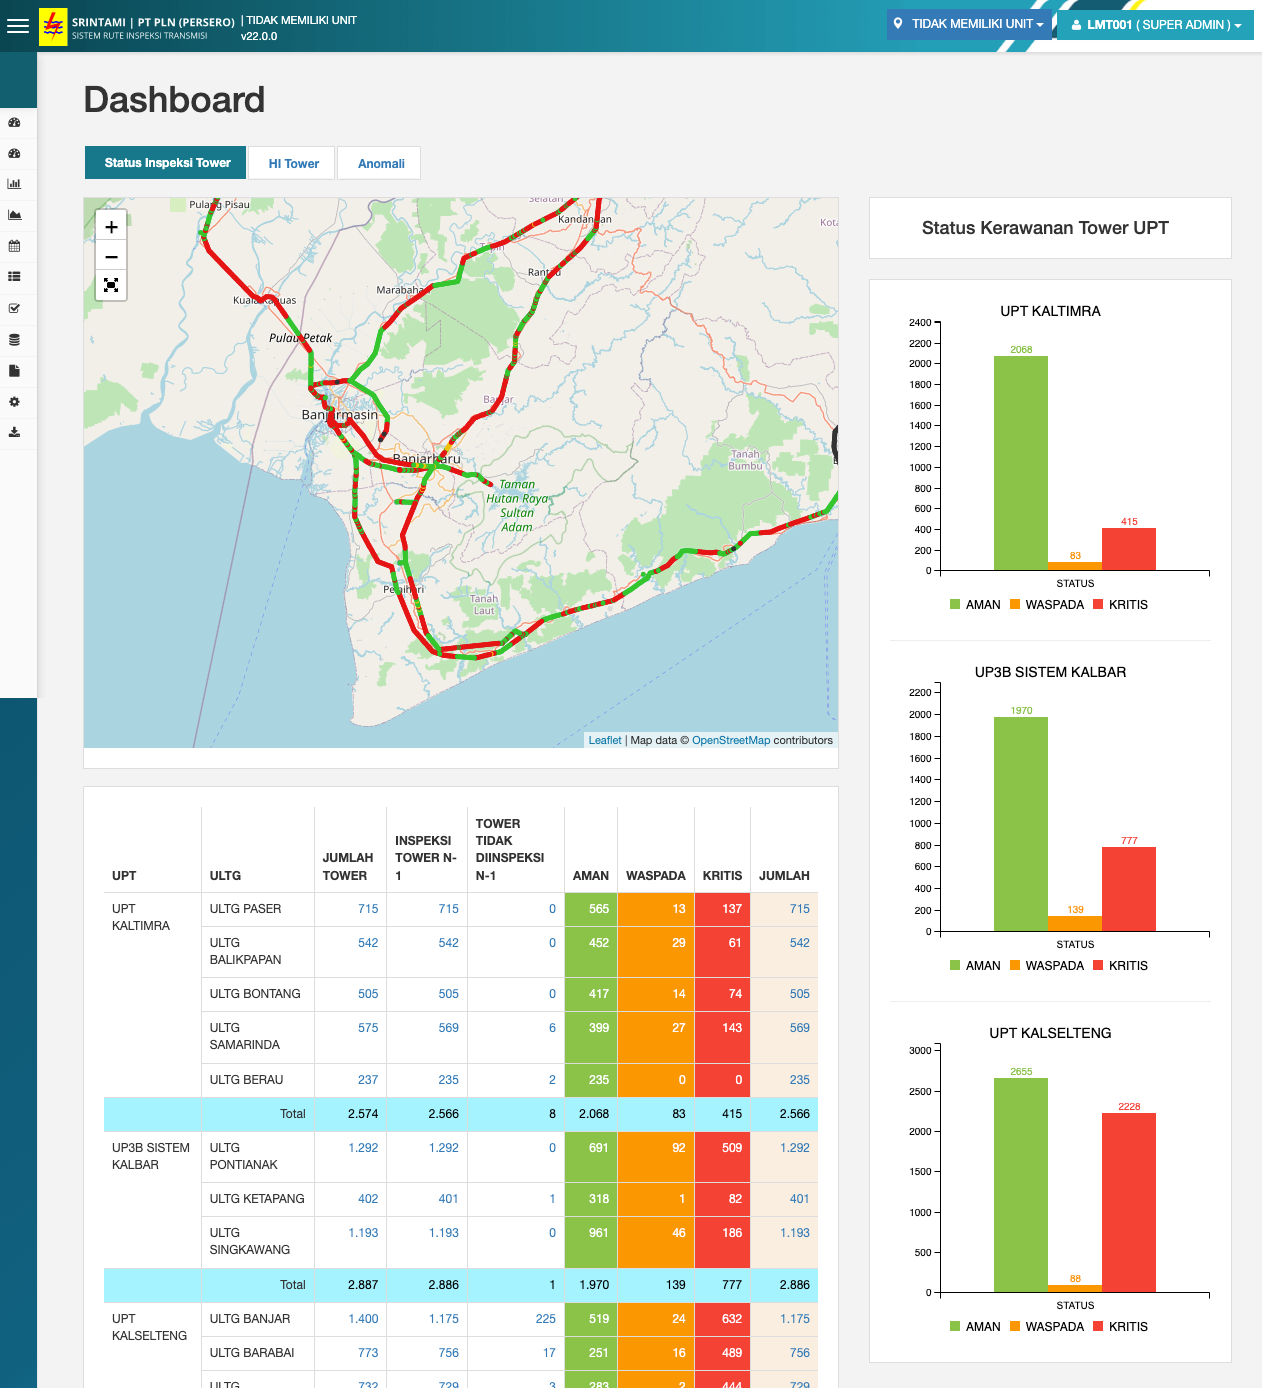 SRINTAMI | PT PLN (PERSERO) | TIDAK MEMILIKI UNIT
SISTEM RUTE INSPEKSI TRANSMISI v22.0.0
TIDAK MEMILIKI UNIT
LMT001 ( SUPER ADMIN )
Dashboard
Status Inspeksi Tower HI Tower Anomali
+
−
Pulang Pisau
Selatan
Kandangan
Kota
Tapin
Rantau
Marabahan
Kuala Kapuas
Pulau Petak
Banjar
Banjarmasin
Banjarbaru
Tanah
Bumbu
Taman
Hutan Raya
Sultan
Adam
Pelaihari
Tanah
Laut
Leaflet | Map data © OpenStreetMap contributors
Status Kerawanan Tower UPT
UPT KALTIMRA
2400
2200
2000
1800
1600
1400
1200
1000
800
600
400
200
0
2068
83
415
STATUS
AMAN WASPADA KRITIS
UP3B SISTEM KALBAR
2200
2000
1800
1600
1400
1200
1000
800
600
400
200
0
1970
139
777
STATUS
AMAN WASPADA KRITIS
UPT KALSELTENG
3000
2500
2000
1500
1000
500
0
2655
88
2228
STATUS
AMAN WASPADA KRITIS
UPT ULTG JUMLAH TOWER INSPEKSI TOWER N-1 TOWER TIDAK DIINSPEKSI N-1 AMAN WASPADA KRITIS JUMLAH
UPT KALTIMRA ULTG PASER 715 715 0 565 13 137 715
ULTG BALIKPAPAN 542 542 0 452 29 61 542
ULTG BONTANG 505 505 0 417 14 74 505
ULTG SAMARINDA 575 569 6 399 27 143 569
ULTG BERAU 237 235 2 235 0 0 235
Total 2.574 2.566 8 2.068 83 415 2.566
UP3B SISTEM KALBAR ULTG PONTIANAK 1.292 1.292 0 691 92 509 1.292
ULTG KETAPANG 402 401 1 318 1 82 401
ULTG SINGKAWANG 1.193 1.193 0 961 46 186 1.193
Total 2.887 2.886 1 1.970 139 777 2.886
UPT KALSELTENG ULTG BANJAR 1.400 1.175 225 519 24 632 1.175
ULTG BARABAI 773 756 17 251 16 489 756
ULTG 732 729 3 283 2 444 729